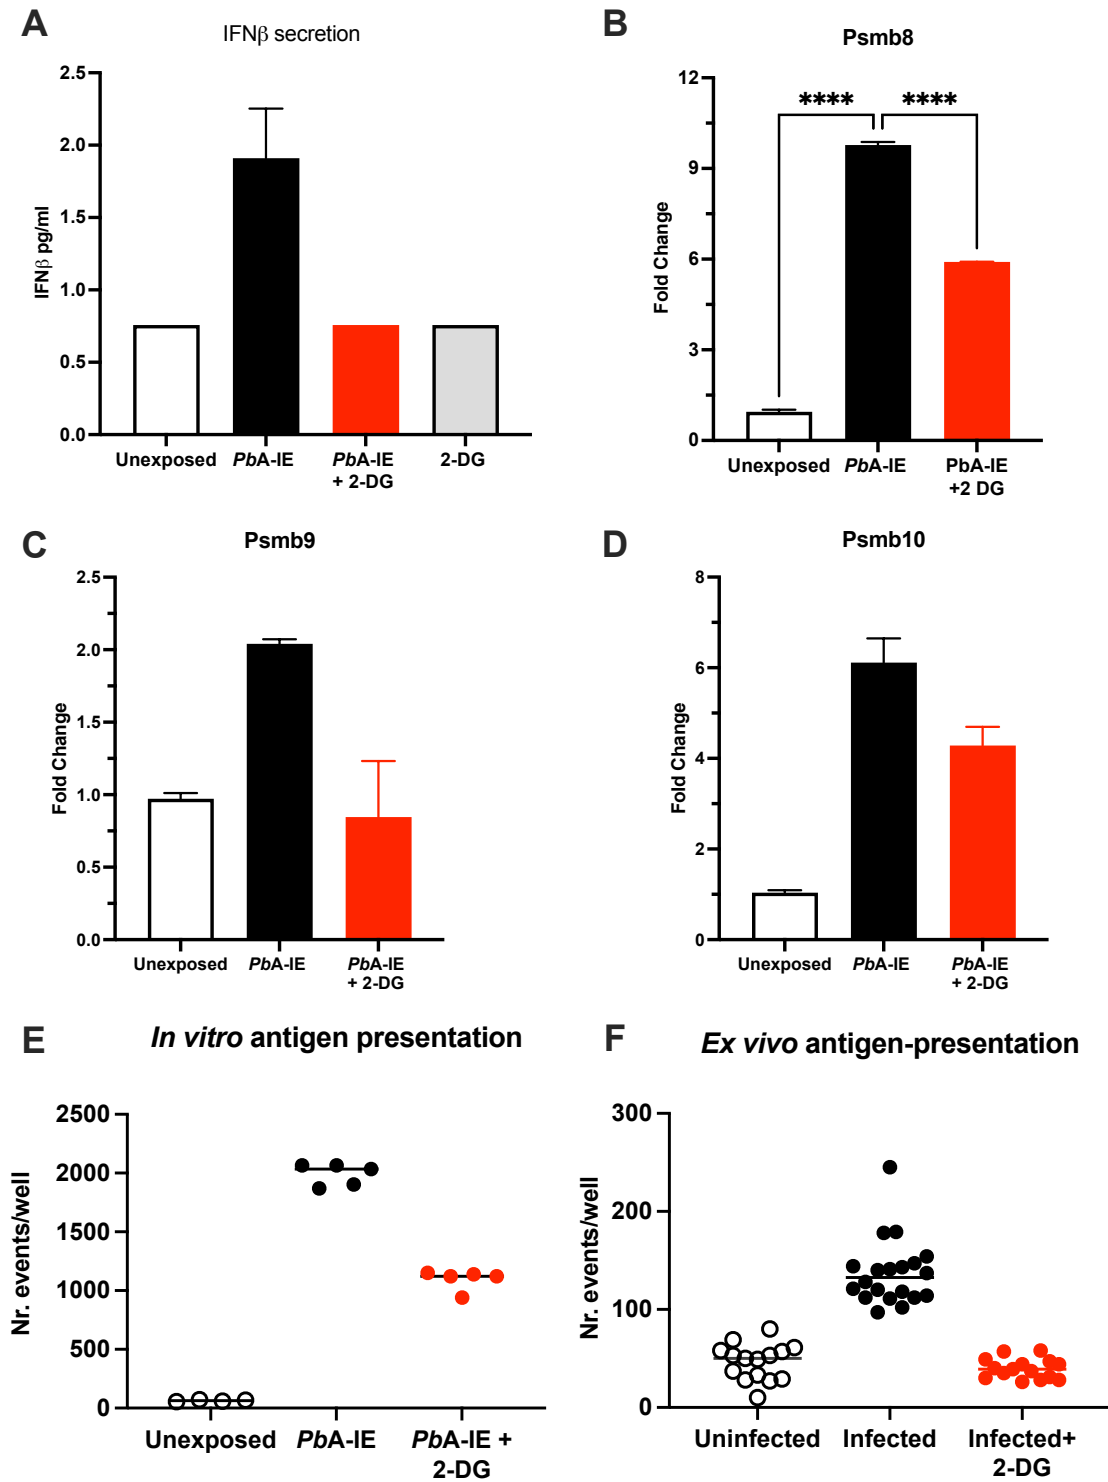 A
IFNβ secretion
IFNβ pg/ml
2.5
2.0
1.5
1.0
0.5
0.0
Unexposed
PbA-IE
PbA-IE
+ 2-DG
2-DG
B
Psmb8
Fold Change
12
9
6
3
0
****
****
Unexposed
PbA-IE
PbA-IE
+2 DG
C
Psmb9
Fold Change
2.5
2.0
1.5
1.0
0.5
0.0
Unexposed
PbA-IE
PbA-IE
+ 2-DG
D
Psmb10
Fold Change
8
6
4
2
0
Unexposed
PbA-IE
PbA-IE
+ 2-DG
E
In vitro antigen presentation
Nr. events/well
2500
2000
1500
1000
500
0
Unexposed
PbA-IE
PbA-IE +
2-DG
F
Ex vivo antigen-presentation
Nr. events/well
300
200
100
0
Uninfected
Infected
Infected+
2-DG